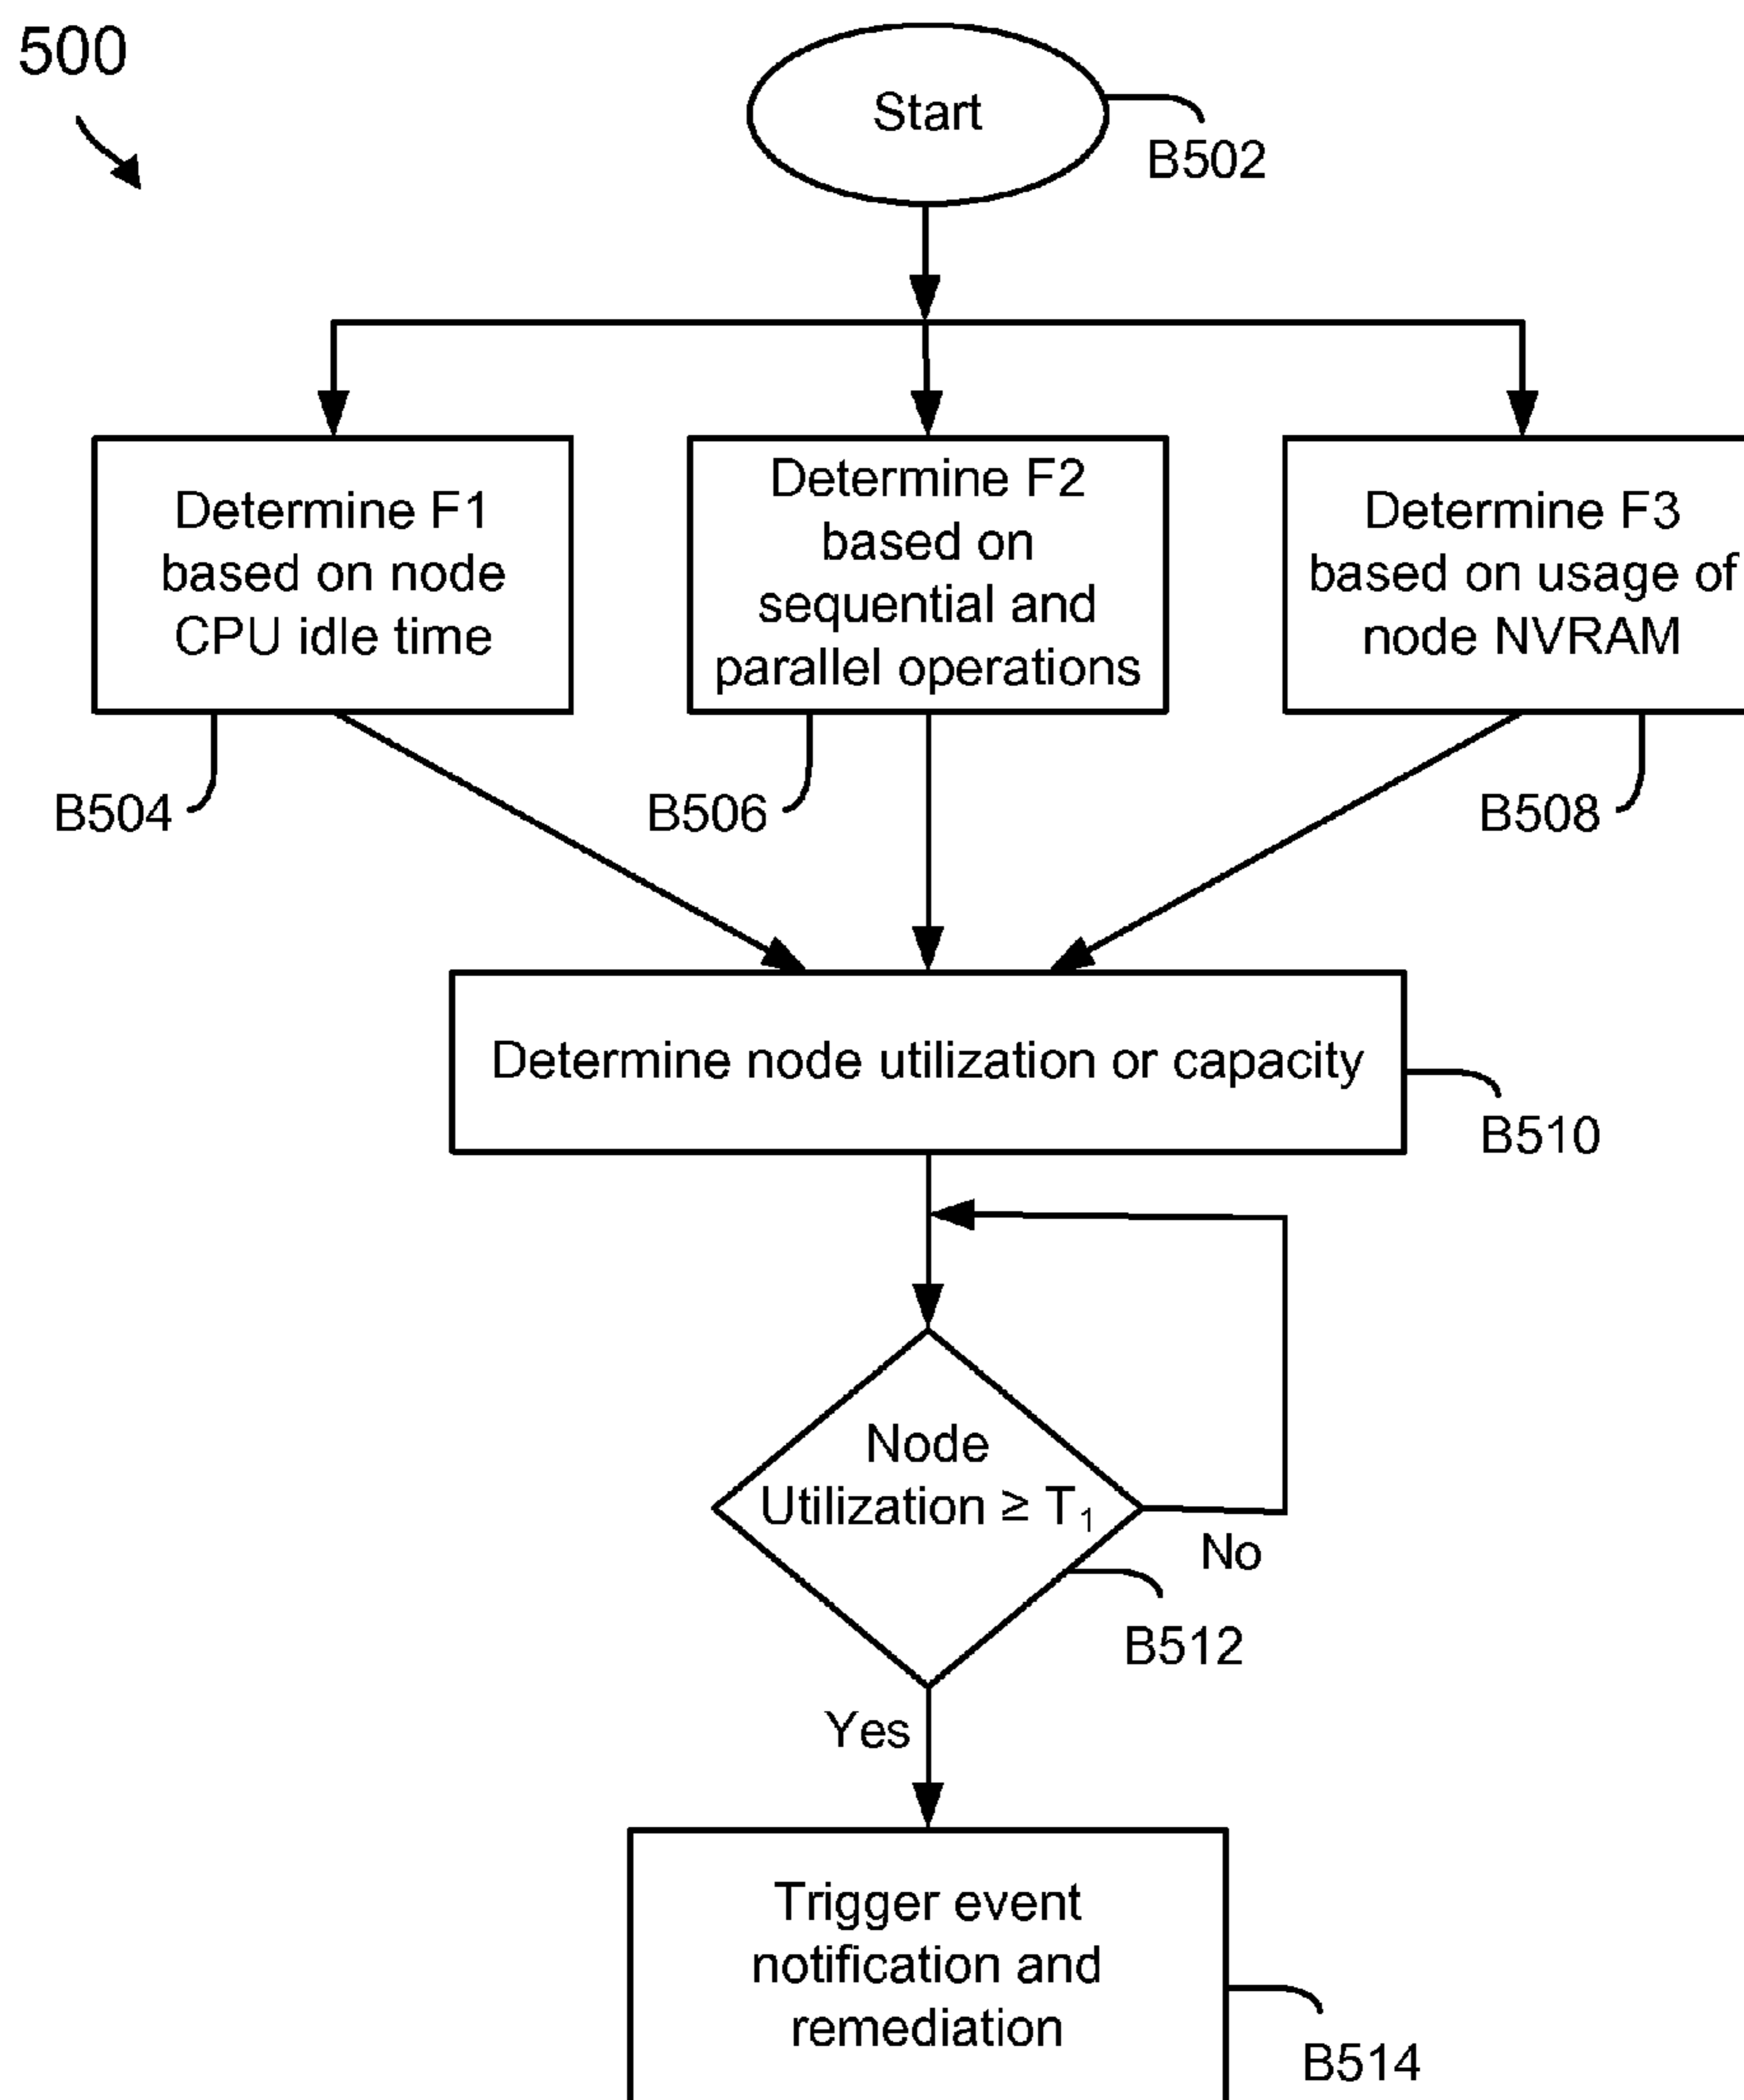 500
Start
B502
Determine F1
based on node
CPU idle time
Determine F2
based on
sequential and
parallel operations
Determine F3
based on usage of
node NVRAM
B504
B506
B508
Determine node utilization or capacity
B510
Node
Utilization ≥ T₁
No
B512
Yes
Trigger event
notification and
remediation
B514